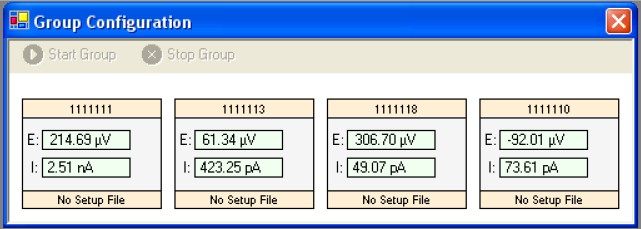 Group Configuration
Start Group Stop Group
1111111 1111113 1111118 1111110
E: 214.69 µV E: 61.34 µV E: 306.70 µV E: -92.01 µV
I: 2.51 nA I: 423.25 pA I: 49.07 pA I: 73.61 pA
No Setup File No Setup File No Setup File No Setup File